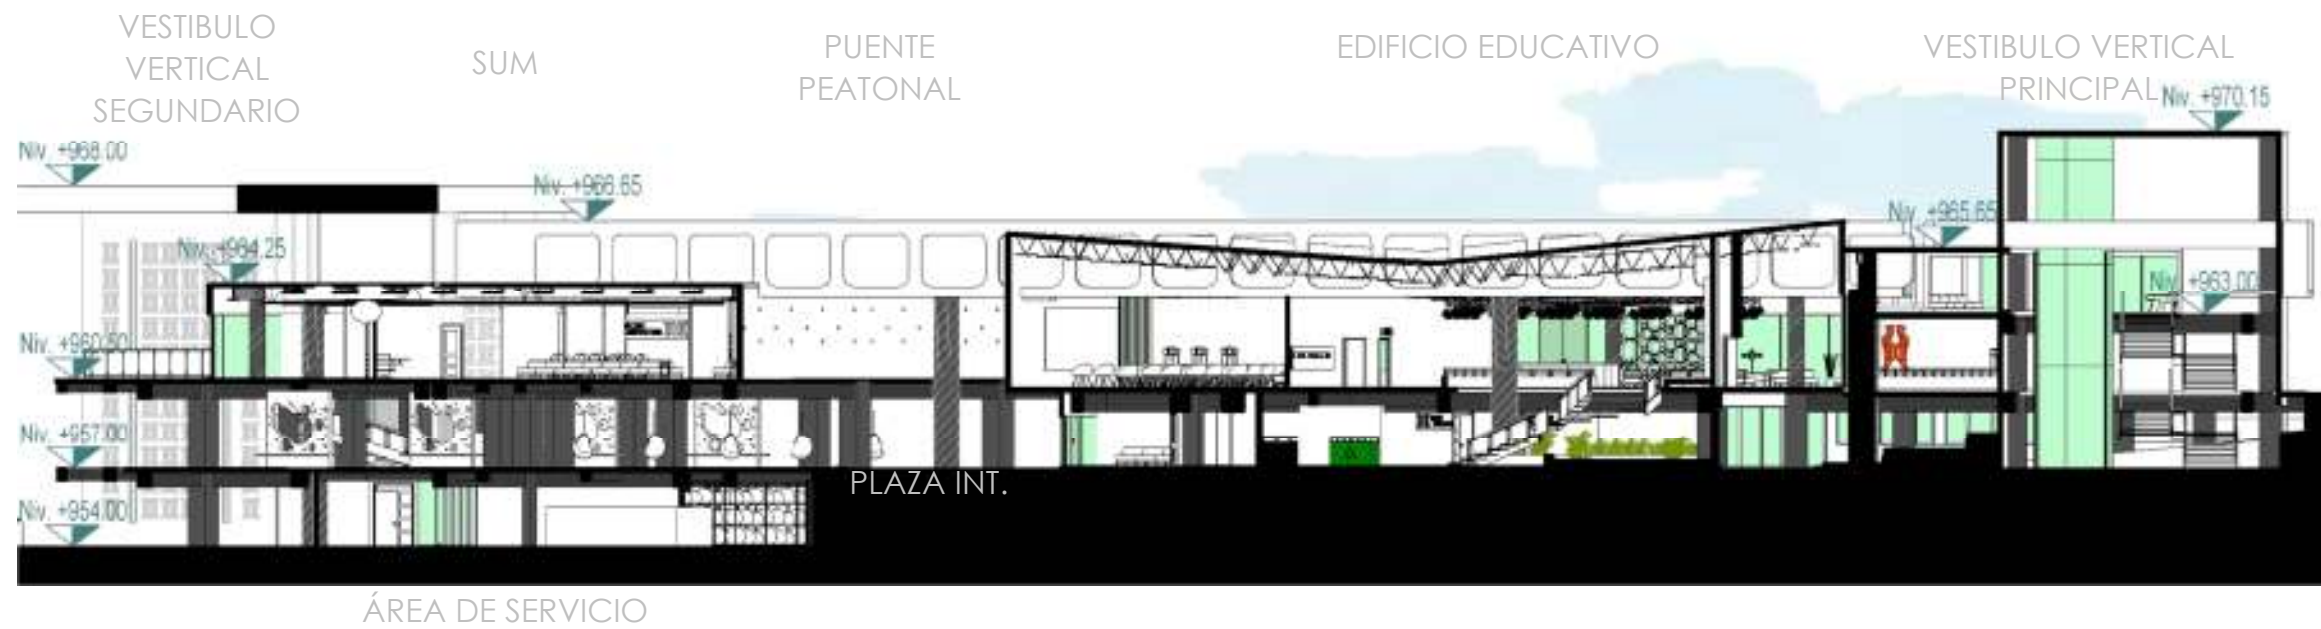 VESTIBULO
VERTICAL
SEGUNDARIO
SUM
PUENTE
PEATONAL
EDIFICIO EDUCATIVO
VESTIBULO VERTICAL
PRINCIPAL
Niv. +970.15
Niv. +968.00
Niv. +966.65
Niv. +965.65
Niv. +964.25
Niv. +963.00
Niv. +960.50
Niv. +957.00
PLAZA INT.
Niv. +954.00
ÁREA DE SERVICIO